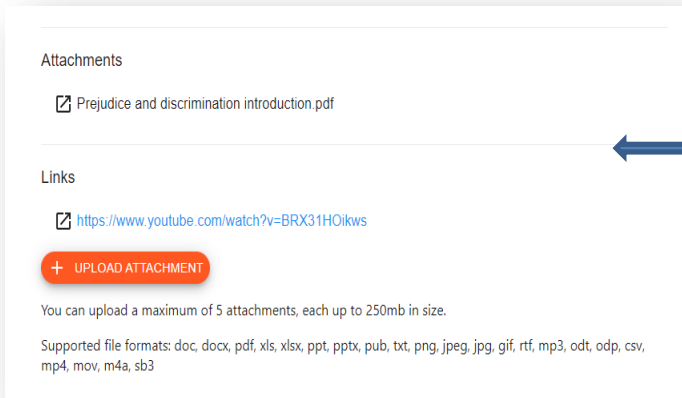 Attachments
Prejudice and discrimination introduction.pdf
Links
https://www.youtube.com/watch?v=BRX31HOikws
+ UPLOAD ATTACHMENT
You can upload a maximum of 5 attachments, each up to 250mb in size.
Supported file formats: doc, docx, pdf, xls, xlsx, ppt, pptx, pub, txt, png, jpeg, jpg, gif, rtf, mp3, odt, odp, csv,
mp4, mov, m4a, sb3